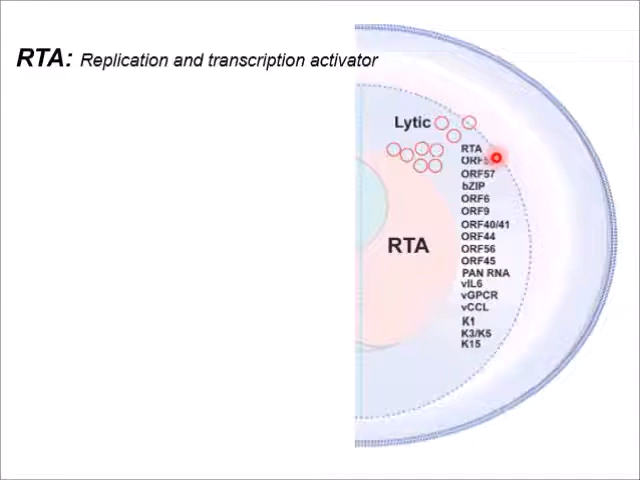 RTA: Replication and transcription activator
Lytic
RTA
ORF57
bZIP
ORF6
ORF9
ORF40/41
ORF44
ORF56
ORF45
PAN RNA
vIL6
vGPCR
vCCL
K1
K3/K5
K15
RTA